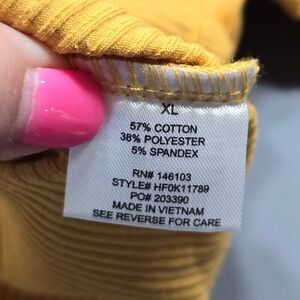 XL
57% COTTON
38% POLYESTER
5% SPANDEX
RN# 146103
STYLE# HF0K11789
PO# 203390
MADE IN VIETNAM
SEE REVERSE FOR CARE